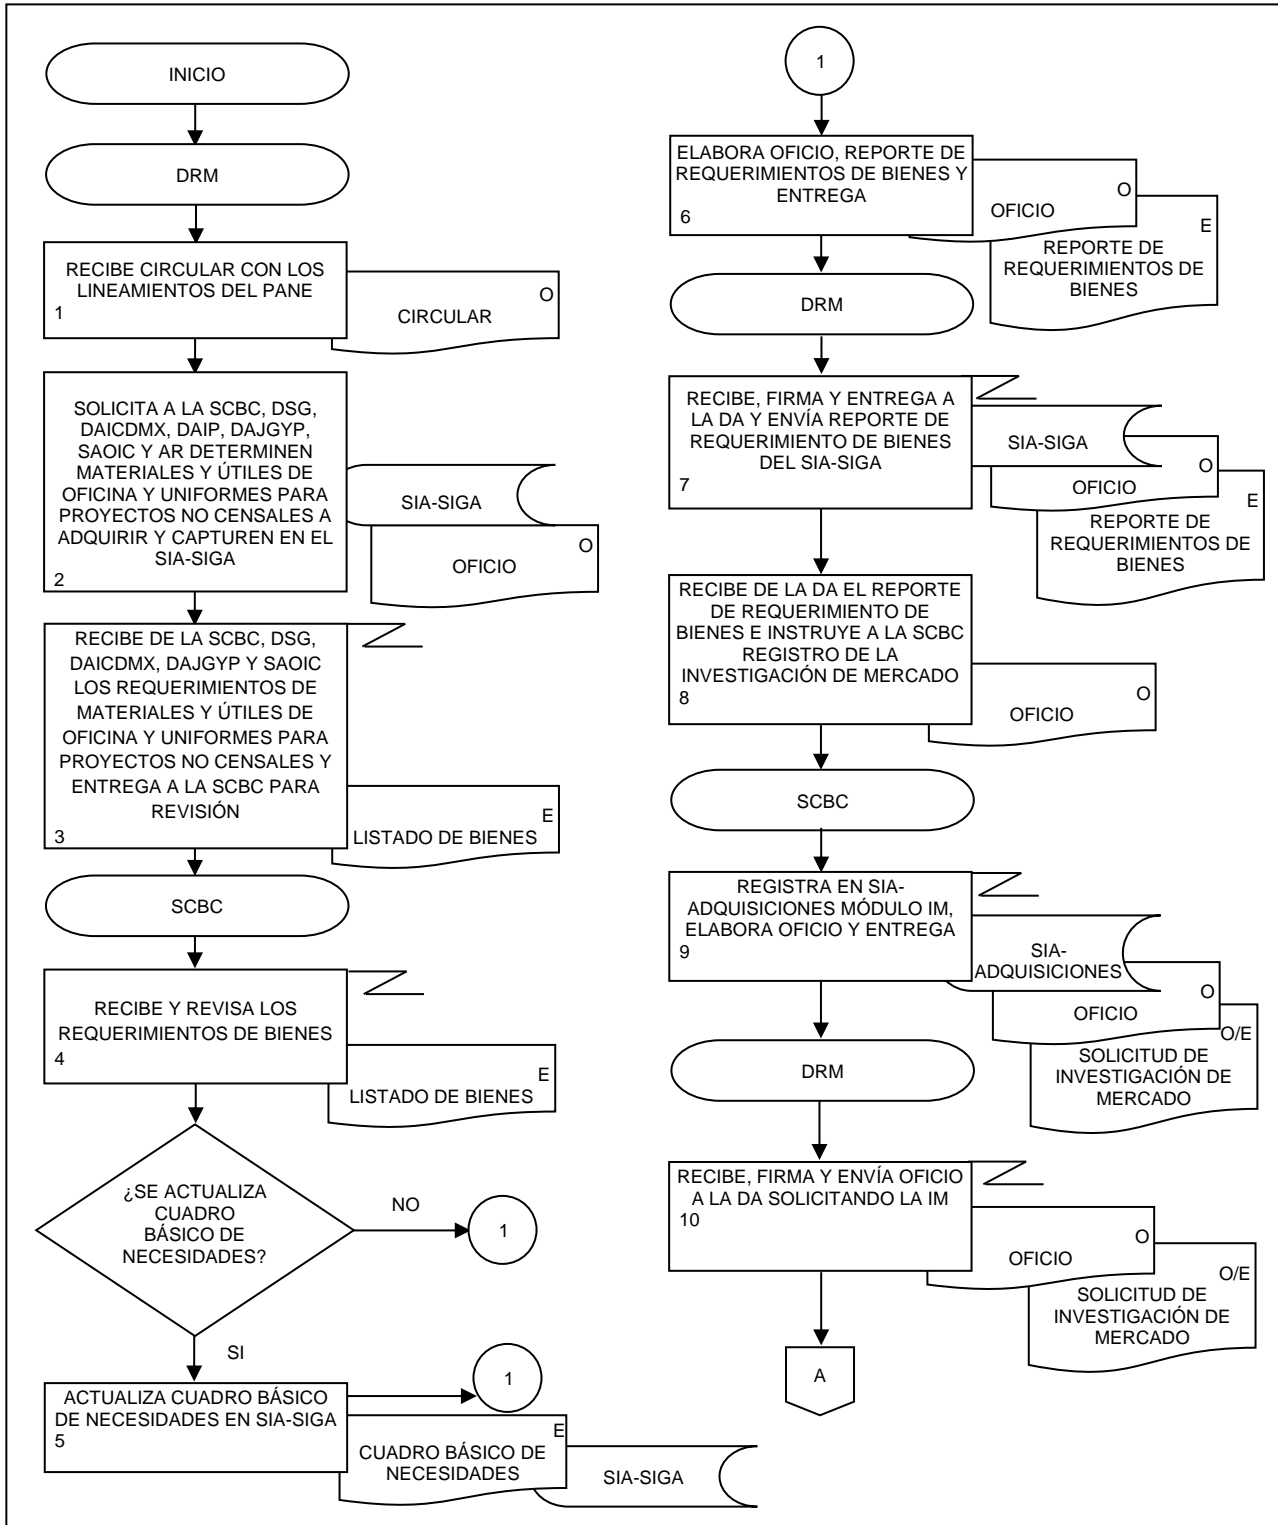 INICIO
DRM
RECIBE CIRCULAR CON LOS
LINEAMIENTOS DEL PANE
1
O
CIRCULAR
SOLICITA A LA SCBC, DSG,
DAICDMX, DAIP, DAJGYP,
SAOIC Y AR DETERMINEN
MATERIALES Y ÚTILES DE
OFICINA Y UNIFORMES PARA
PROYECTOS NO CENSALES A
ADQUIRIR Y CAPTUREN EN EL
SIA-SIGA
2
SIA-SIGA
O
OFICIO
RECIBE DE LA SCBC, DSG,
DAICDMX, DAJGYP Y SAOIC
LOS REQUERIMIENTOS DE
MATERIALES Y ÚTILES DE
OFICINA Y UNIFORMES PARA
PROYECTOS NO CENSALES Y
ENTREGA A LA SCBC PARA
REVISIÓN
3
E
LISTADO DE BIENES
SCBC
RECIBE Y REVISA LOS
REQUERIMIENTOS DE BIENES
4
E
LISTADO DE BIENES
¿SE ACTUALIZA
CUADRO
BÁSICO DE
NECESIDADES?
NO
1
SI
ACTUALIZA CUADRO BÁSICO
DE NECESIDADES EN SIA-SIGA
5
1
E
CUADRO BÁSICO DE
NECESIDADES
SIA-SIGA
1
ELABORA OFICIO, REPORTE DE
REQUERIMIENTOS DE BIENES Y
ENTREGA
6
O
OFICIO
E
REPORTE DE
REQUERIMIENTOS DE
BIENES
DRM
RECIBE, FIRMA Y ENTREGA A
LA DA Y ENVÍA REPORTE DE
REQUERIMIENTO DE BIENES
DEL SIA-SIGA
7
SIA-SIGA
O
OFICIO
E
REPORTE DE
REQUERIMIENTOS DE
BIENES
RECIBE DE LA DA EL REPORTE
DE REQUERIMIENTO DE
BIENES E INSTRUYE A LA SCBC
REGISTRO DE LA
INVESTIGACIÓN DE MERCADO
8
O
OFICIO
SCBC
REGISTRA EN SIA-
ADQUISICIONES MÓDULO IM,
ELABORA OFICIO Y ENTREGA
9
SIA-
ADQUISICIONES
O
OFICIO
O/E
SOLICITUD DE
INVESTIGACIÓN DE
MERCADO
DRM
RECIBE, FIRMA Y ENVÍA OFICIO
A LA DA SOLICITANDO LA IM
10
O
OFICIO
O/E
SOLICITUD DE
INVESTIGACIÓN DE
MERCADO
A